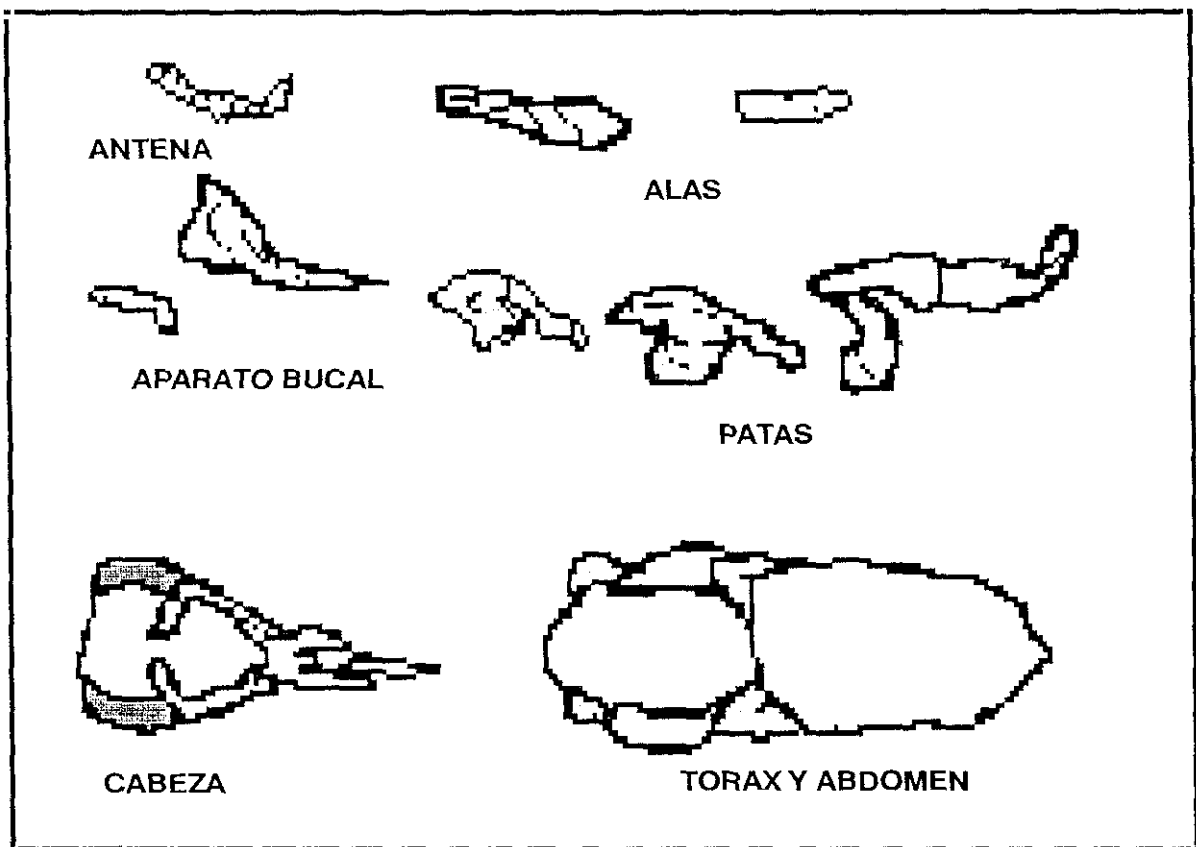 ANTENA
ALAS
APARATO BUCAL
PATAS
CABEZA
TORAX Y ABDOMEN